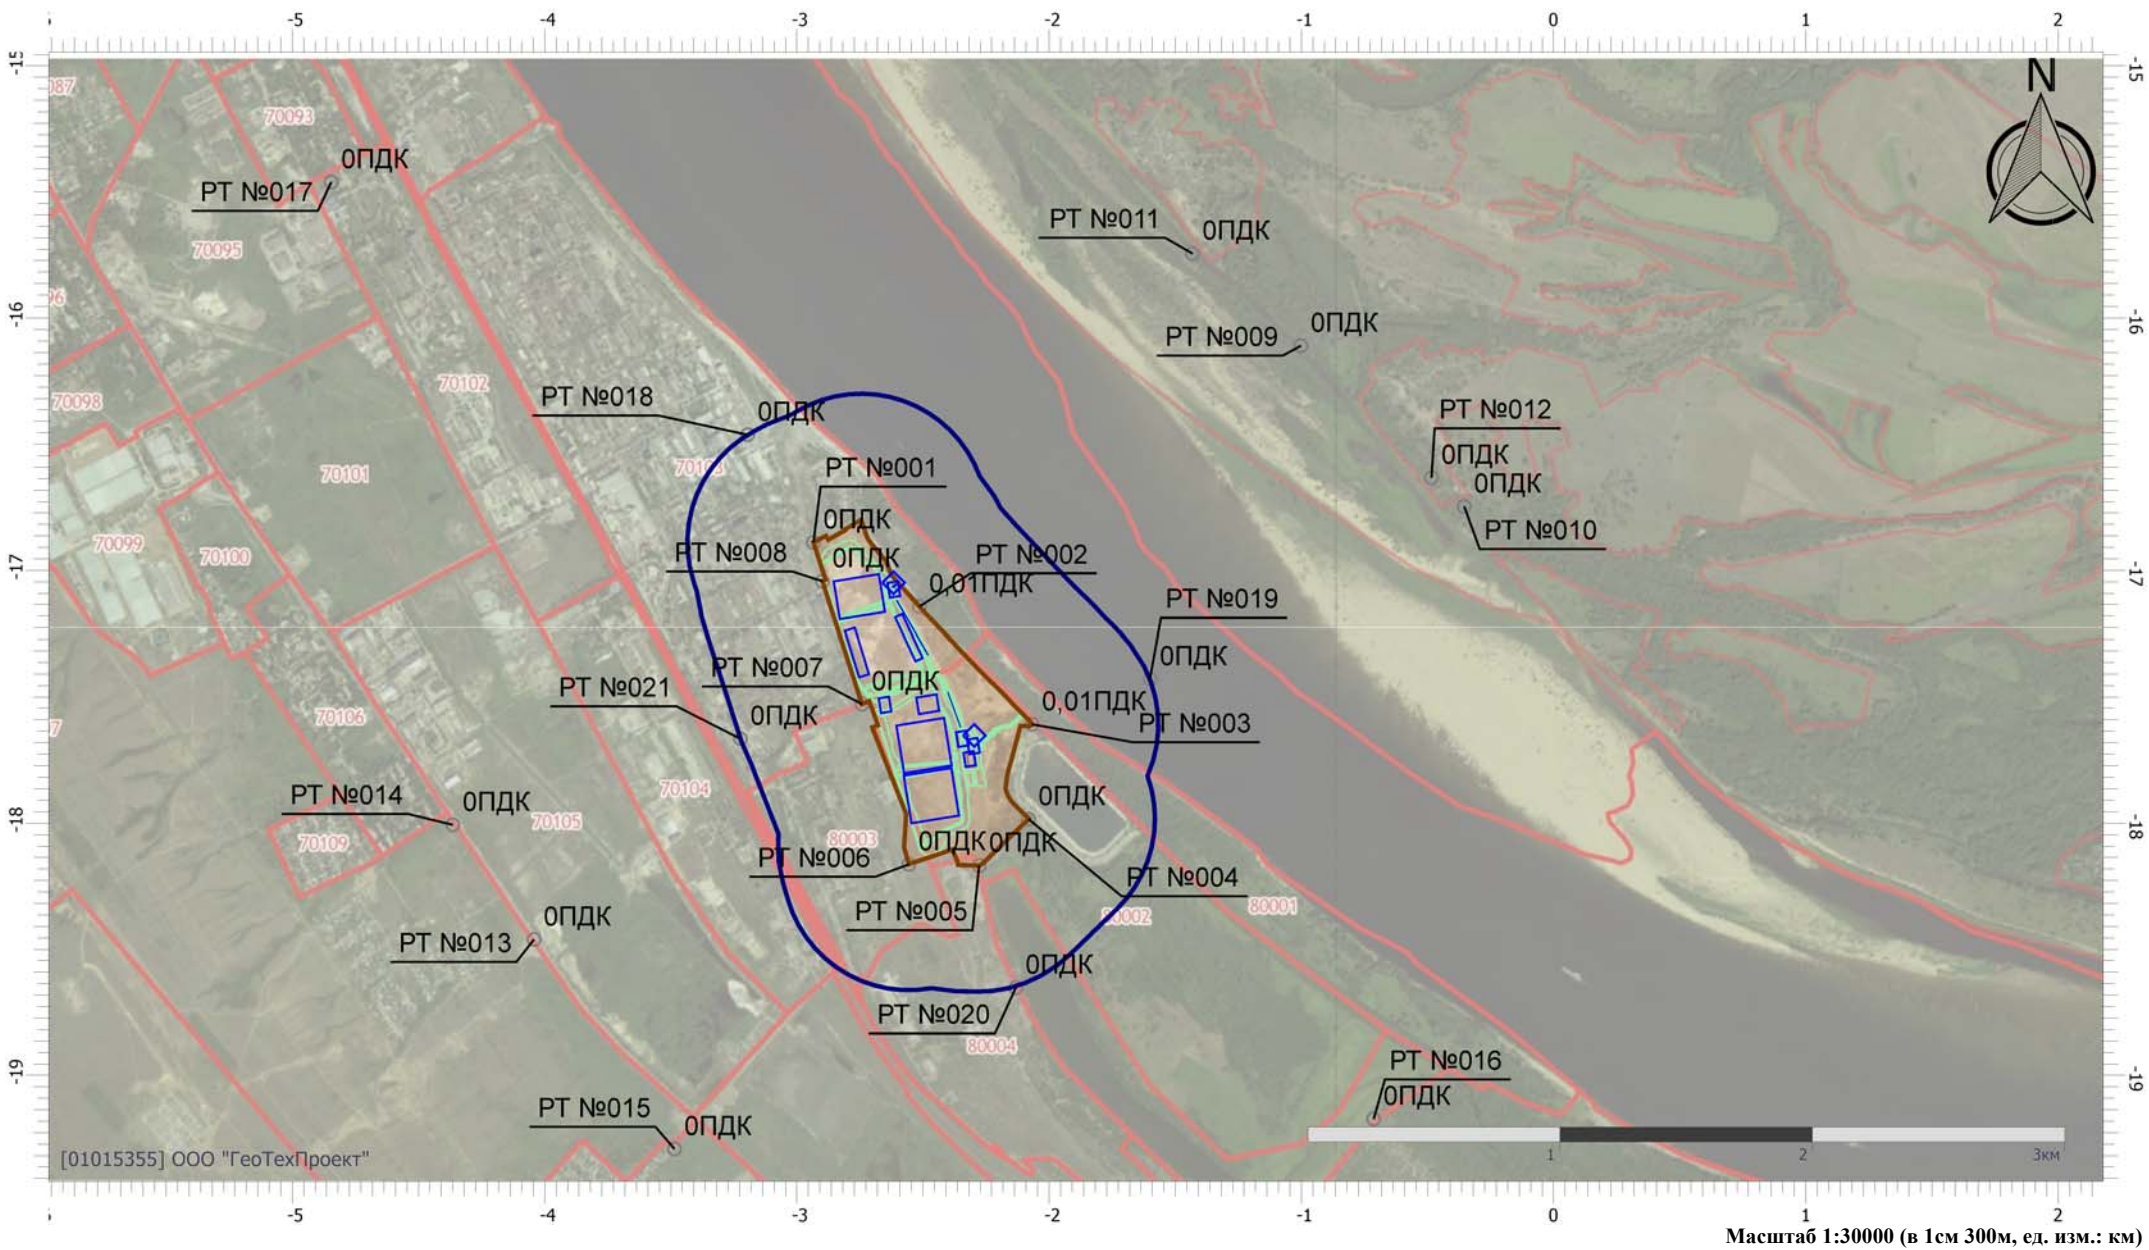 -5 -4 -3 -2 -1 0 1 2
-15 -15
N
70087
70093
0ПДК
РТ №017
70095
РТ №011
0ПДК
-16 -16
0ПДК
РТ №009
70102
70098
РТ №018
0ПДК
РТ №012
0ПДК
70101
70103
РТ №001
0ПДК
0ПДК
РТ №010
70099
70100
РТ №008
0ПДК
РТ №002
0,01ПДК
-17 -17
РТ №019
0ПДК
РТ №007
0ПДК
РТ №021
0ПДК
0,01ПДК
РТ №003
70106
70104
РТ №014
0ПДК
0ПДК
70105
-18 -18
70109
80003
0ПДК
0ПДК
РТ №006
РТ №004
РТ №005
80002
80001
0ПДК
РТ №013
0ПДК
РТ №020
80004
РТ №016
0ПДК
-19 -19
РТ №015
0ПДК
[01015355] ООО "ГеоТехПроект"
1 2 3км
-5 -4 -3 -2 -1 0 1 2
Масштаб 1:30000 (в 1см 300м, ед. изм.: км)